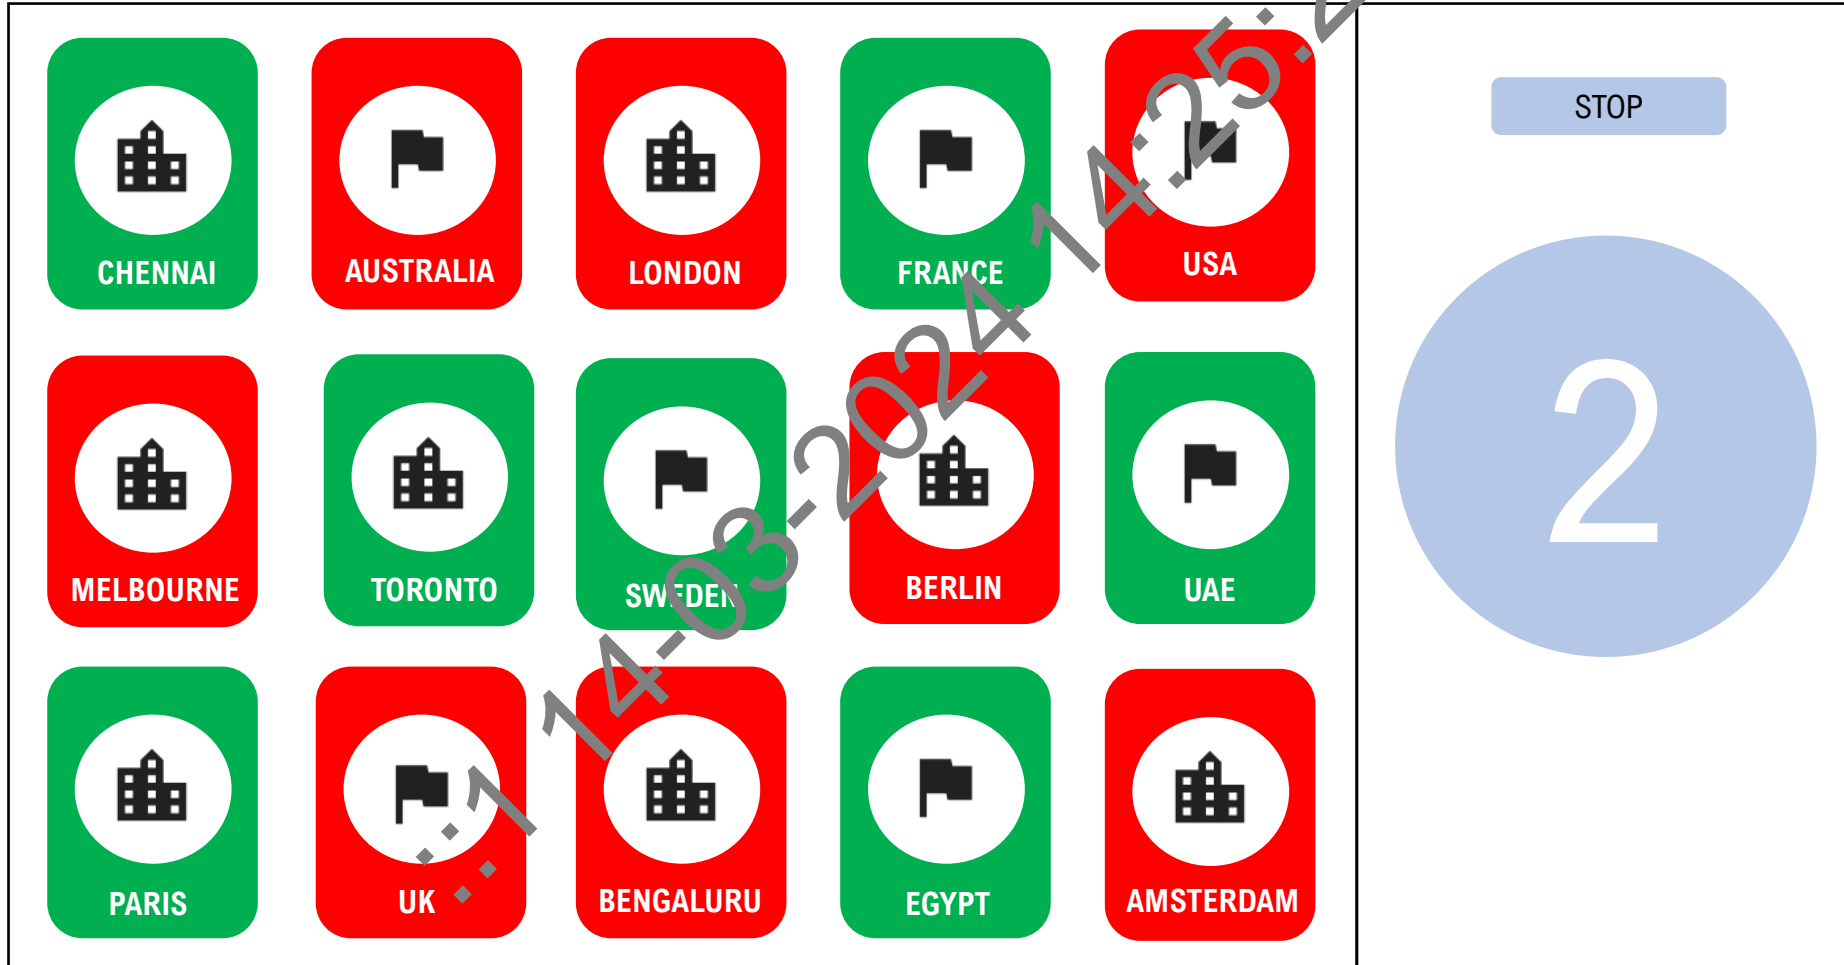 CHENNAI AUSTRALIA LONDON FRANCE USA
MELBOURNE TORONTO SWEDEN BERLIN UAE
PARIS UK BENGALURU EGYPT AMSTERDAM
STOP
2
14-03-2024 14:25: